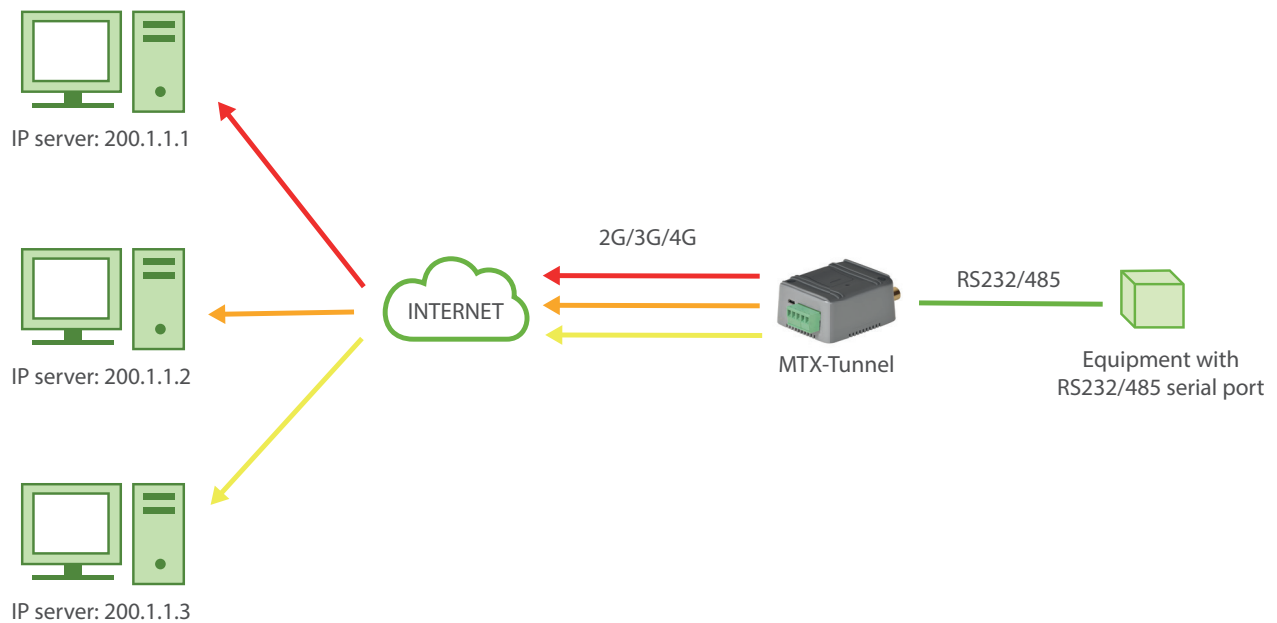 IP server: 200.1.1.1
2G/3G/4G
INTERNET
RS232/485
IP server: 200.1.1.2
MTX-Tunnel
Equipment with
RS232/485 serial port
IP server: 200.1.1.3